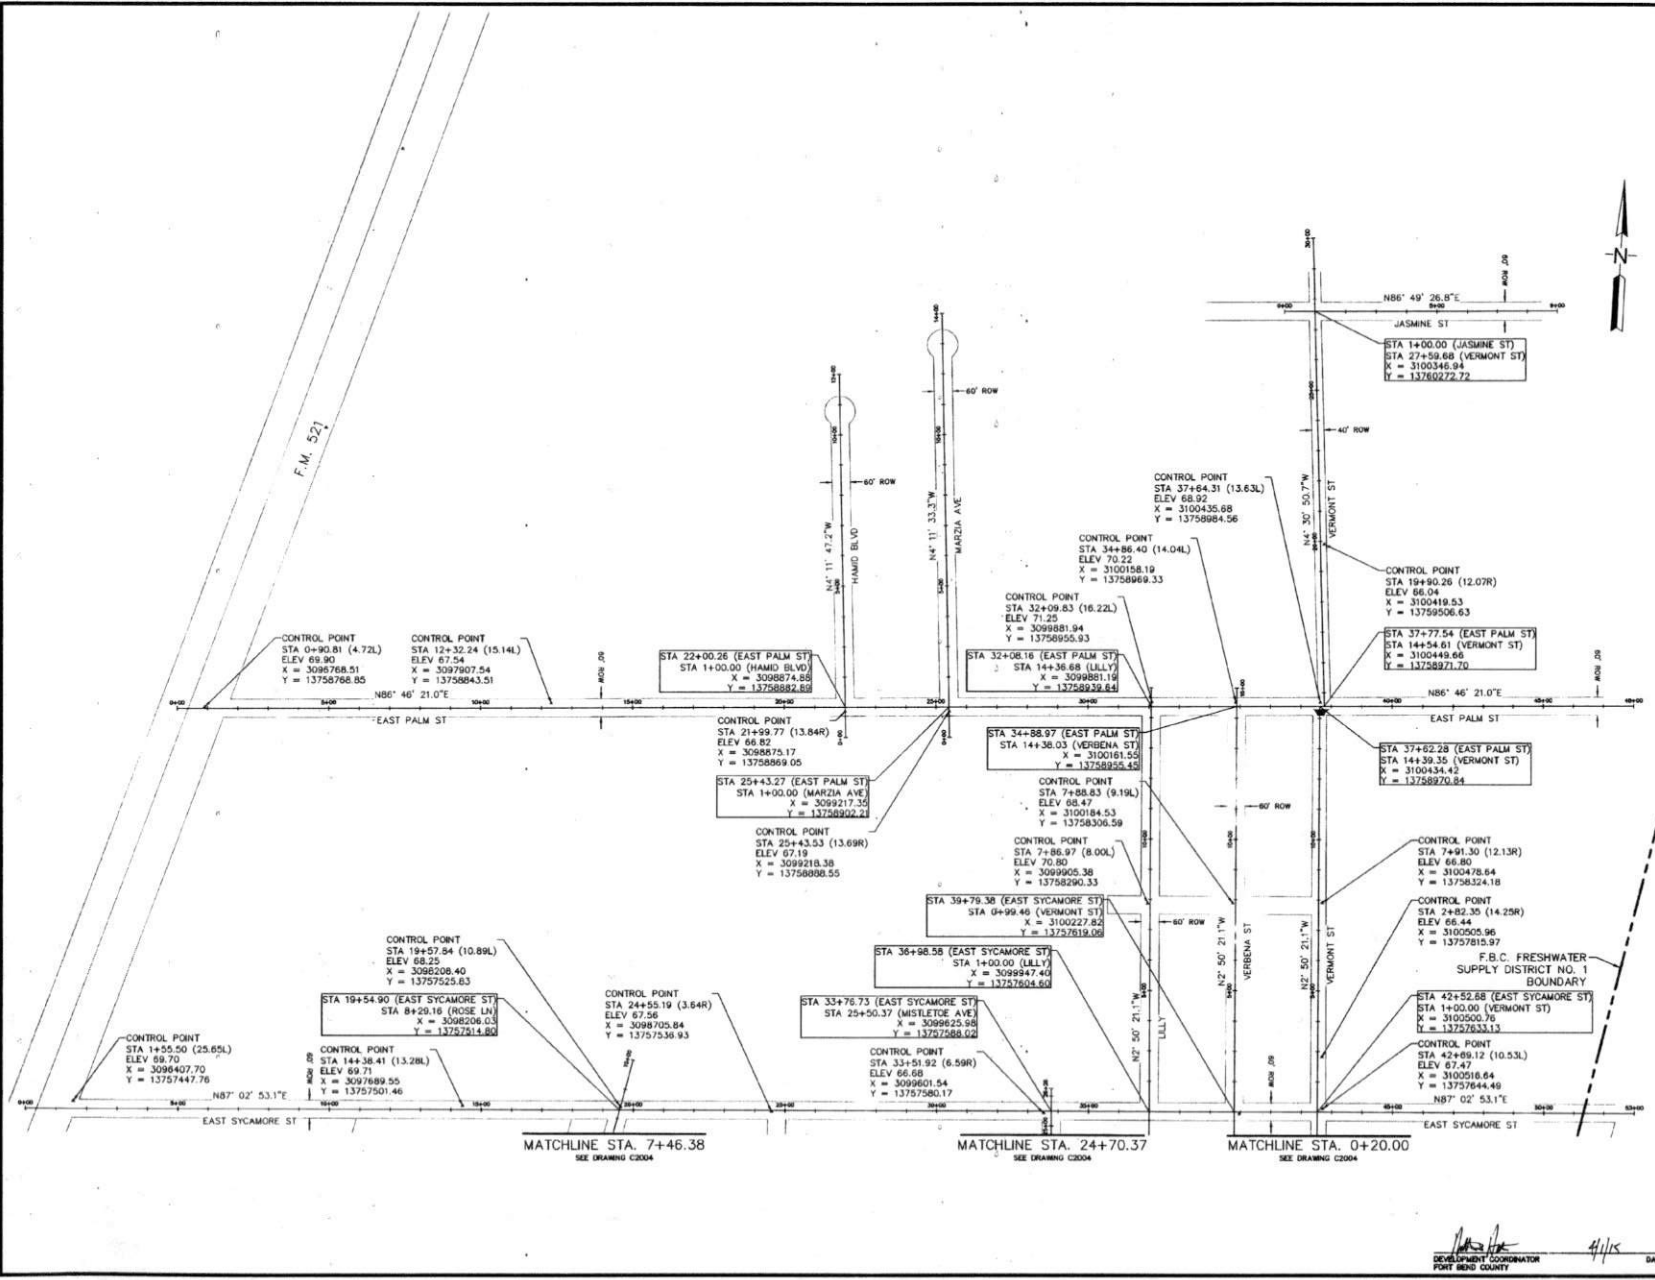 N
60' ROW
N86° 49' 26.8"E
JASMINE ST
STA 1+00.00 (JASMINE ST)
STA 27+59.68 (VERMONT ST)
X = 3100346.94
Y = 13760272.72
F.M. 521
60' ROW
60' ROW
40' ROW
N4° 11' 47.2"W
HAMID BLVD
N4° 11' 33.3"W
MARZIA AVE
N4° 30' 50.7"W
VERMONT ST
CONTROL POINT
STA 37+64.31 (13.63L)
ELEV 68.92
X = 3100435.68
Y = 13758984.56
CONTROL POINT
STA 34+86.40 (14.04L)
ELEV 70.22
X = 3100158.19
Y = 13758969.33
CONTROL POINT
STA 19+90.26 (12.07R)
ELEV 66.04
X = 3100419.53
Y = 13759506.63
CONTROL POINT
STA 32+09.83 (16.22L)
ELEV 71.25
X = 3099881.94
Y = 13758955.93
CONTROL POINT
STA 0+90.81 (4.72L)
ELEV 69.90
X = 3096768.51
Y = 13758768.85
CONTROL POINT
STA 12+32.24 (15.14L)
ELEV 67.54
X = 3097907.54
Y = 13758843.51
60' ROW
STA 22+00.26 (EAST PALM ST)
STA 1+00.00 (HAMID BLVD)
X = 3098874.88
Y = 13758882.89
STA 32+08.16 (EAST PALM ST)
STA 14+36.68 (LILLY)
X = 3099881.19
Y = 13758939.64
STA 37+77.54 (EAST PALM ST)
STA 14+54.61 (VERMONT ST)
X = 3100449.66
Y = 13758971.70
60' ROW
N86° 46' 21.0"E
EAST PALM ST
N86° 46' 21.0"E
EAST PALM ST
CONTROL POINT
STA 21+99.77 (13.84R)
ELEV 66.82
X = 3098875.17
Y = 13758869.05
STA 34+88.97 (EAST PALM ST)
STA 14+38.03 (VERBENA ST)
X = 3100161.55
Y = 13758955.45
STA 37+62.28 (EAST PALM ST)
STA 14+39.35 (VERMONT ST)
X = 3100434.42
Y = 13758970.84
STA 25+43.27 (EAST PALM ST)
STA 1+00.00 (MARZIA AVE)
X = 3099217.35
Y = 13758902.21
CONTROL POINT
STA 7+88.83 (9.19L)
ELEV 68.47
X = 3100184.53
Y = 13758306.59
60' ROW
CONTROL POINT
STA 25+43.53 (13.69R)
ELEV 67.19
X = 3099218.38
Y = 13758888.55
CONTROL POINT
STA 7+86.97 (8.00L)
ELEV 70.80
X = 3099905.38
Y = 13758290.33
CONTROL POINT
STA 7+91.30 (12.13R)
ELEV 66.80
X = 3100478.64
Y = 13758324.18
STA 39+79.38 (EAST SYCAMORE ST)
STA 0+99.46 (VERMONT ST)
X = 3100227.82
Y = 13757619.06
60' ROW
CONTROL POINT
STA 2+82.35 (14.25R)
ELEV 66.44
X = 3100505.96
Y = 13757815.97
N2° 50' 21.1"W
LILLY
N2° 50' 21.1"W
VERBENA ST
N2° 50' 21.1"W
VERMONT ST
STA 36+98.58 (EAST SYCAMORE ST)
STA 1+00.00 (LILLY)
X = 3099947.40
Y = 13757604.60
F.B.C. FRESHWATER
SUPPLY DISTRICT NO. 1
BOUNDARY
CONTROL POINT
STA 19+57.84 (10.89L)
ELEV 68.25
X = 3098208.40
Y = 13757525.83
STA 19+54.90 (EAST SYCAMORE ST)
STA 8+29.16 (ROSE LN)
X = 3098206.03
Y = 13757514.80
CONTROL POINT
STA 24+55.19 (3.64R)
ELEV 67.56
X = 3098705.84
Y = 13757536.93
STA 33+76.73 (EAST SYCAMORE ST)
STA 25+50.37 (MISTLETOE AVE)
X = 3099625.98
Y = 13757588.02
STA 42+52.68 (EAST SYCAMORE ST)
STA 1+00.00 (VERMONT ST)
X = 3100500.76
Y = 13757633.13
CONTROL POINT
STA 1+55.50 (25.65L)
ELEV 69.70
X = 3096407.70
Y = 13757447.76
60' ROW
CONTROL POINT
STA 14+38.41 (13.28L)
ELEV 69.71
X = 3097689.55
Y = 13757501.46
CONTROL POINT
STA 33+51.92 (6.59R)
ELEV 66.68
X = 3099601.54
Y = 13757580.17
60' ROW
CONTROL POINT
STA 42+69.12 (10.53L)
ELEV 67.47
X = 3100516.64
Y = 13757644.49
N87° 02' 53.1"E
EAST SYCAMORE ST
N87° 02' 53.1"E
EAST SYCAMORE ST
MATCHLINE STA. 7+46.38
SEE DRAWING C2004
MATCHLINE STA. 24+70.37
SEE DRAWING C2004
MATCHLINE STA. 0+20.00
SEE DRAWING C2004
4/1/15
DEVELOPMENT COORDINATOR
FORT BEND COUNTY